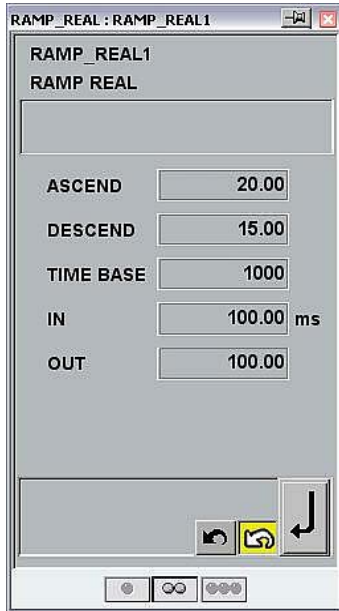 RAMP_REAL : RAMP_REAL1
RAMP_REAL1
RAMP REAL
ASCEND 20.00
DESCEND 15.00
TIME BASE 1000
IN 100.00 ms
OUT 100.00